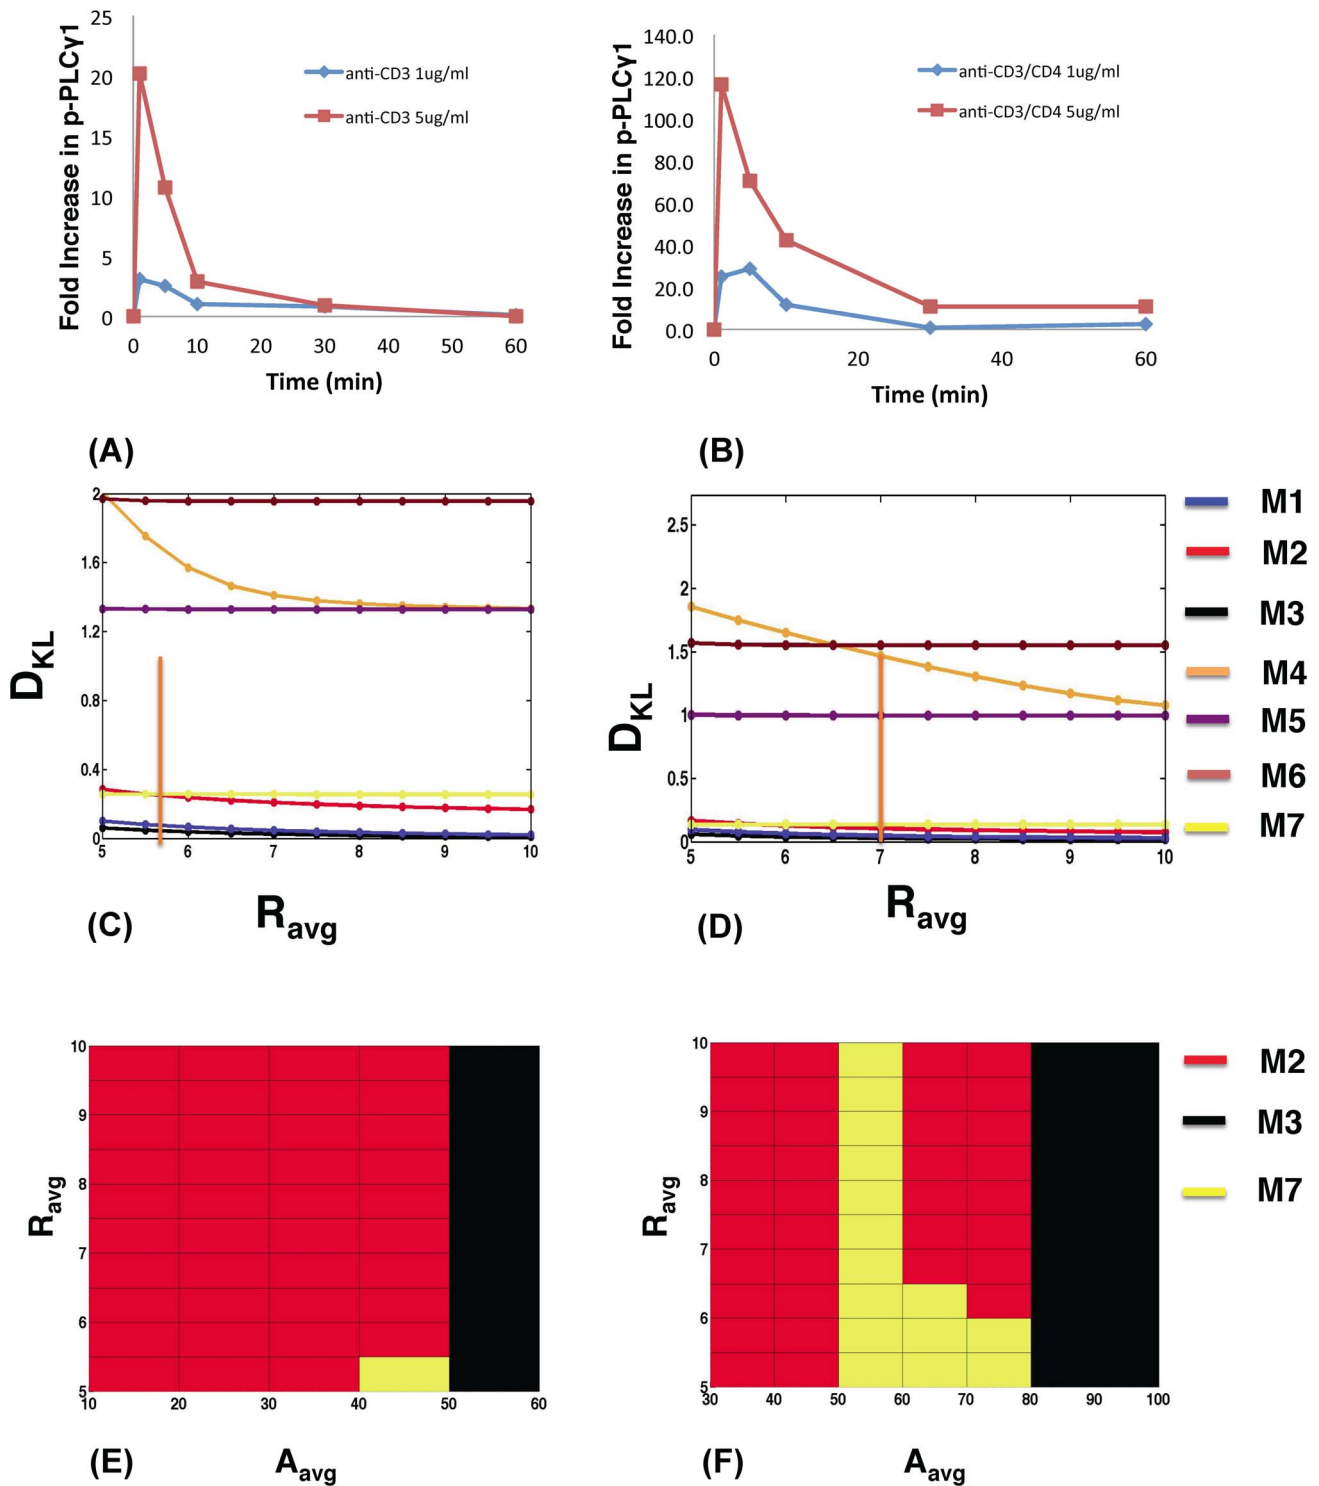 25
20
15
10
5
0
Fold Increase in p-PLCγ1
anti-CD3 1ug/ml
anti-CD3 5ug/ml
0 10 20 30 40 50 60
Time (min)
(A)
140.0
120.0
100.0
80.0
60.0
40.0
20.0
0.0
Fold Increase in p-PLCγ1
anti-CD3/CD4 1ug/ml
anti-CD3/CD4 5ug/ml
0 20 40 60
Time (min)
(B)
2
1.6
1.2
0.8
0.4
0
DKL
5 6 7 8 9 10
Ravg
(C)
2.5
2
1.5
1
0.5
0
DKL
5 6 7 8 9 10
Ravg
(D)
M1
M2
M3
M4
M5
M6
M7
10
9
8
7
6
5
Ravg
10 20 30 40 50 60
Aavg
(E)
10
9
8
7
6
5
Ravg
30 40 50 60 70 80 90 100
Aavg
(F)
M2
M3
M7